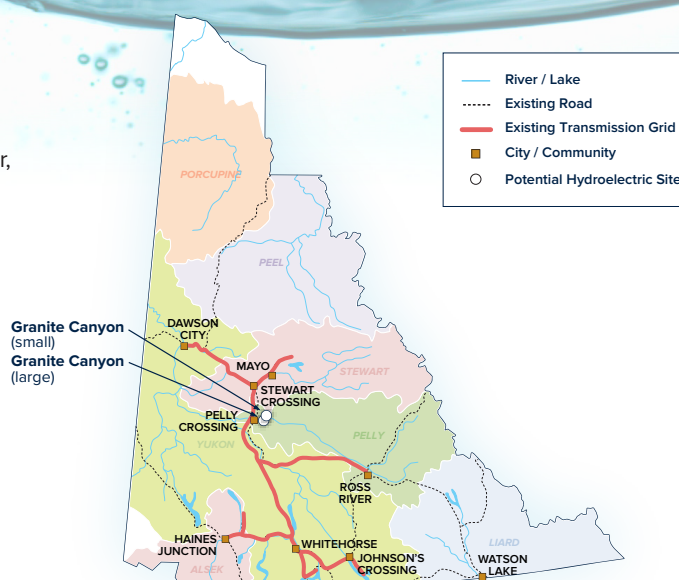 River / Lake
Existing Road
Existing Transmission Grid
City / Community
Potential Hydroelectric Site
r,
PORCUPINE
PEEL
DAWSON
CITY
Granite Canyon
(small)
Granite Canyon
(large)
MAYO
STEWART
STEWART
CROSSING
PELLY
CROSSING
YUKON
PELLY
ROSS
RIVER
HAINES
JUNCTION
WHITEHORSE
JOHNSON'S
CROSSING
LIARD
WATSON
LAKE
ALSEK